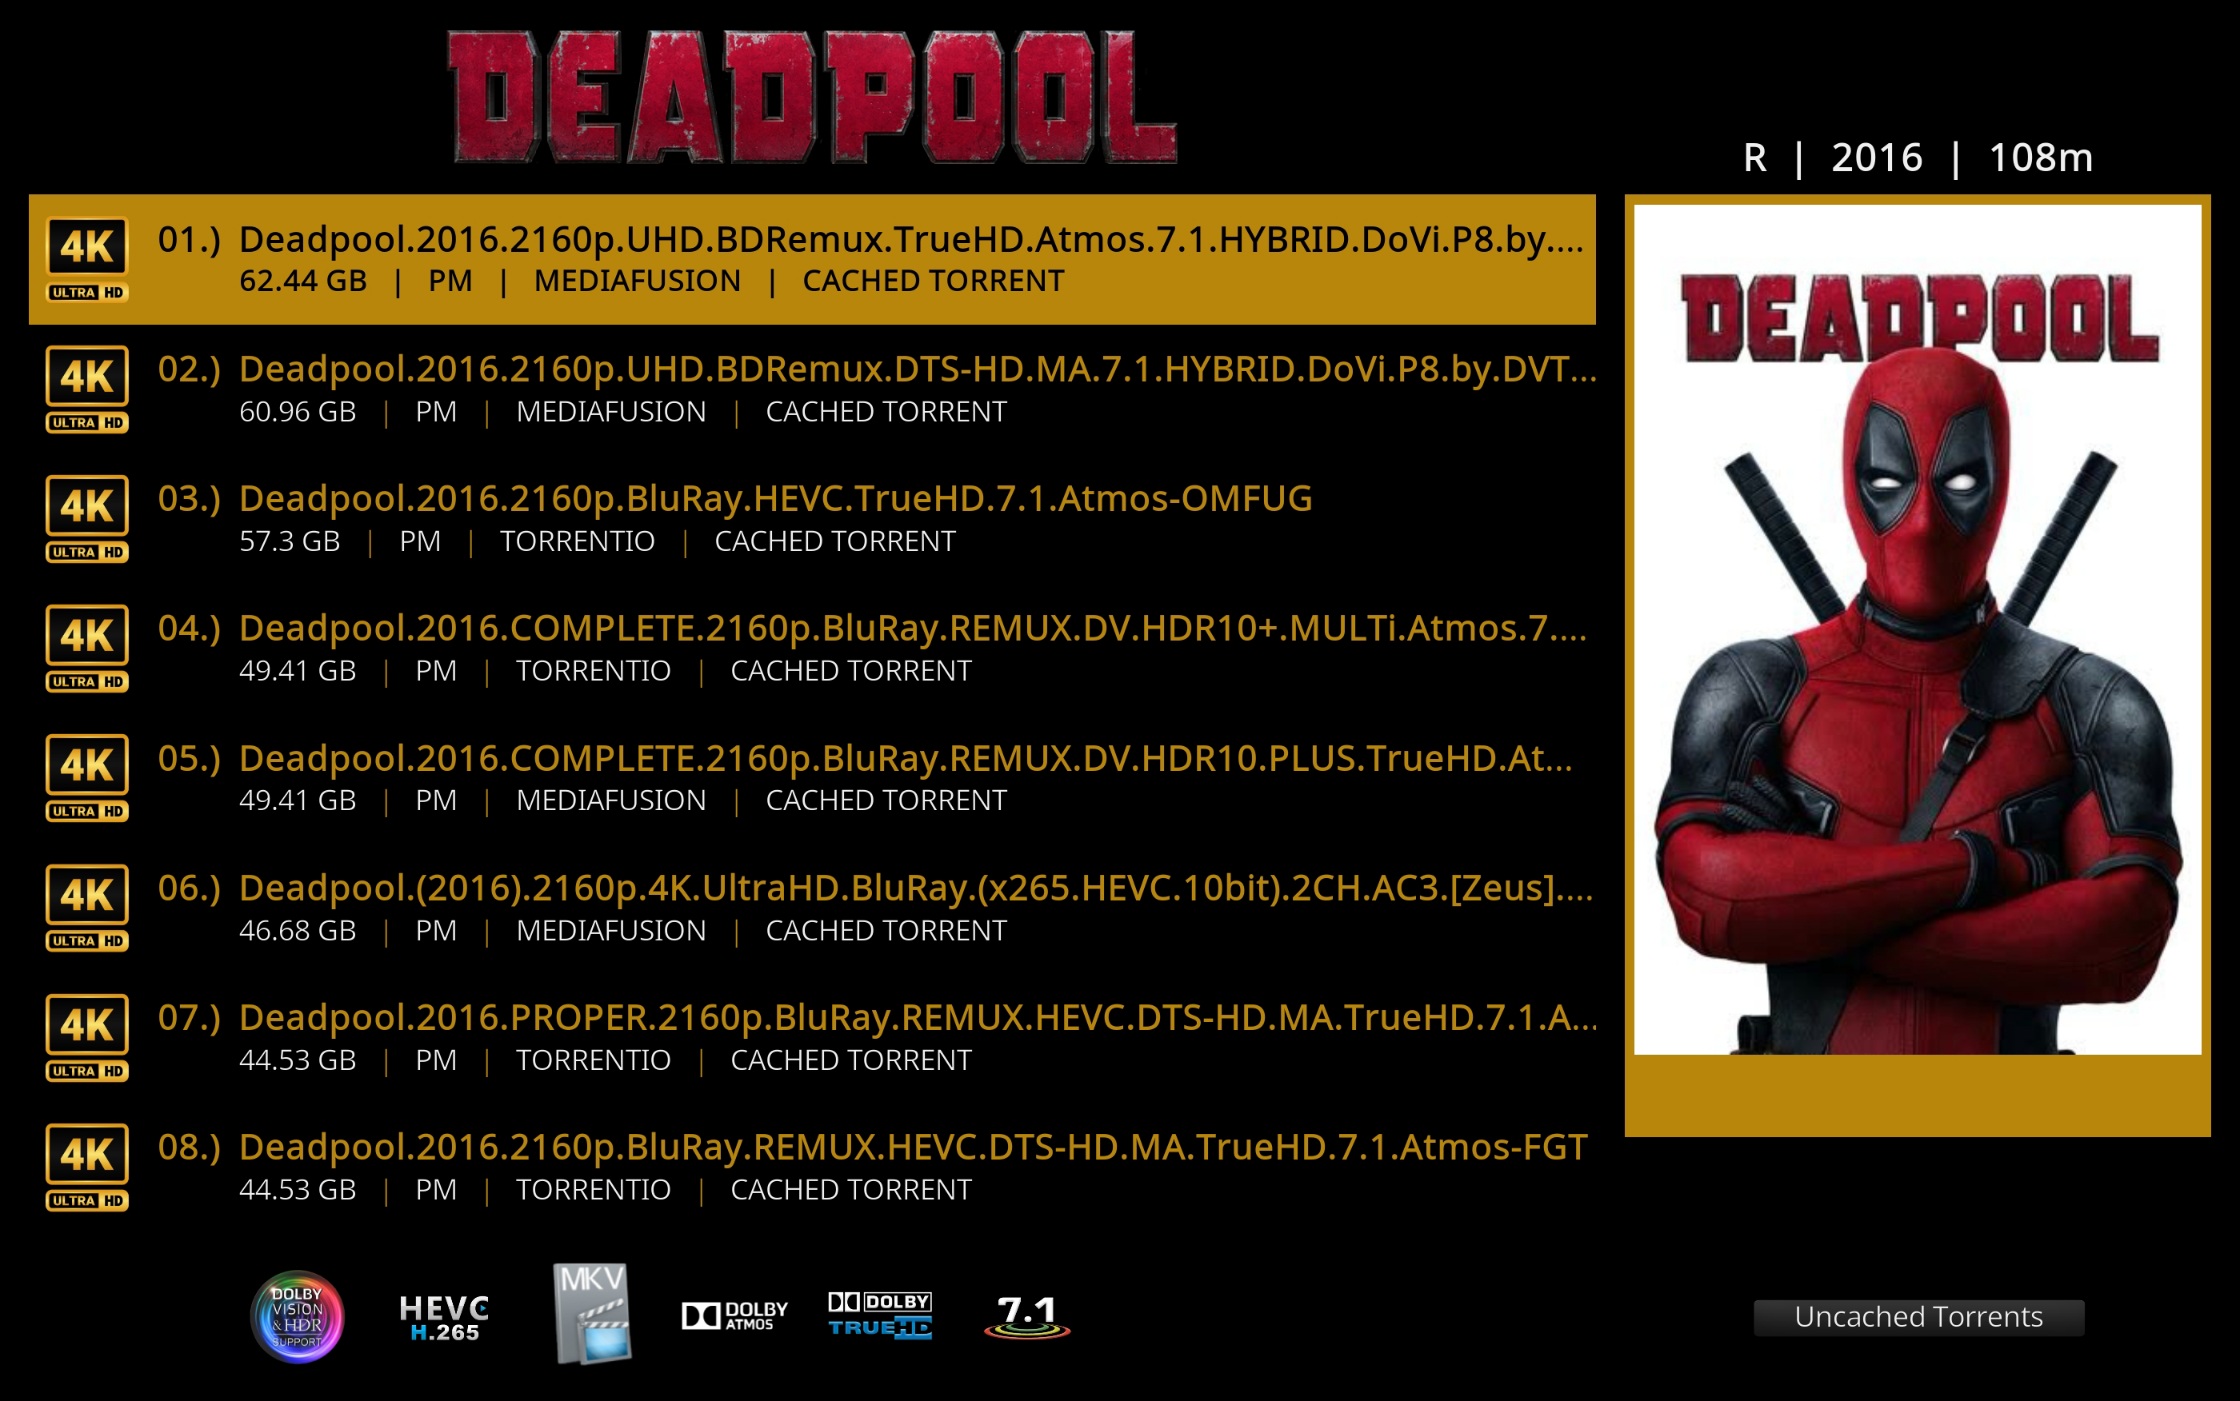 DEADPOOL
R | 2016 | 108m
4K
ULTRA HD
01.) Deadpool.2016.2160p.UHD.BDRemux.TrueHD.Atmos.7.1.HYBRID.DoVi.P8.by....
62.44 GB | PM | MEDIAFUSION | CACHED TORRENT
4K
ULTRA HD
02.) Deadpool.2016.2160p.UHD.BDRemux.DTS-HD.MA.7.1.HYBRID.DoVi.P8.by.DVT...
60.96 GB | PM | MEDIAFUSION | CACHED TORRENT
4K
ULTRA HD
03.) Deadpool.2016.2160p.BluRay.HEVC.TrueHD.7.1.Atmos-OMFUG
57.3 GB | PM | TORRENTIO | CACHED TORRENT
4K
ULTRA HD
04.) Deadpool.2016.COMPLETE.2160p.BluRay.REMUX.DV.HDR10+.MULTi.Atmos.7....
49.41 GB | PM | TORRENTIO | CACHED TORRENT
4K
ULTRA HD
05.) Deadpool.2016.COMPLETE.2160p.BluRay.REMUX.DV.HDR10.PLUS.TrueHD.At...
49.41 GB | PM | MEDIAFUSION | CACHED TORRENT
4K
ULTRA HD
06.) Deadpool.(2016).2160p.4K.UltraHD.BluRay.(x265.HEVC.10bit).2CH.AC3.[Zeus]....
46.68 GB | PM | MEDIAFUSION | CACHED TORRENT
4K
ULTRA HD
07.) Deadpool.2016.PROPER.2160p.BluRay.REMUX.HEVC.DTS-HD.MA.TrueHD.7.1.A...
44.53 GB | PM | TORRENTIO | CACHED TORRENT
4K
ULTRA HD
08.) Deadpool.2016.2160p.BluRay.REMUX.HEVC.DTS-HD.MA.TrueHD.7.1.Atmos-FGT
44.53 GB | PM | TORRENTIO | CACHED TORRENT
DEADPOOL
DOLBY
VISION
& HDR
SUPPORT
HEVC
H.265
MKV
DOLBY
ATMOS
DOLBY
TRUEHD
7.1
Uncached Torrents